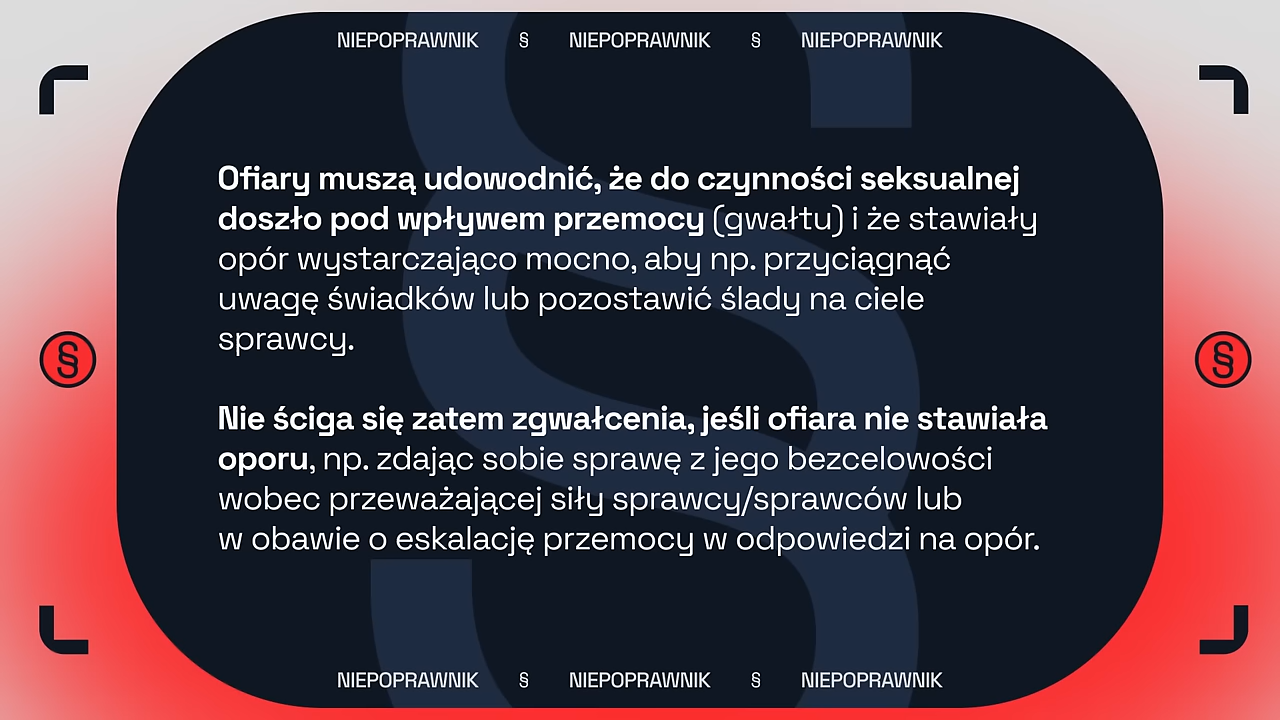 NIEPOPRAWNIK § NIEPOPRAWNIK § NIEPOPRAWNIK
Ofiary muszą udowodnić, że do czynności seksualnej
doszło pod wpływem przemocy (gwałtu) i że stawiały
opór wystarczająco mocno, aby np. przyciągnąć
uwagę świadków lub pozostawić ślady na ciele
sprawcy.
§ §
Nie ściga się zatem zgwałcenia, jeśli ofiara nie stawiała
oporu, np. zdając sobie sprawę z jego bezcelowości
wobec przeważającej siły sprawcy/sprawców lub
w obawie o eskalację przemocy w odpowiedzi na opór.
NIEPOPRAWNIK § NIEPOPRAWNIK § NIEPOPRAWNIK